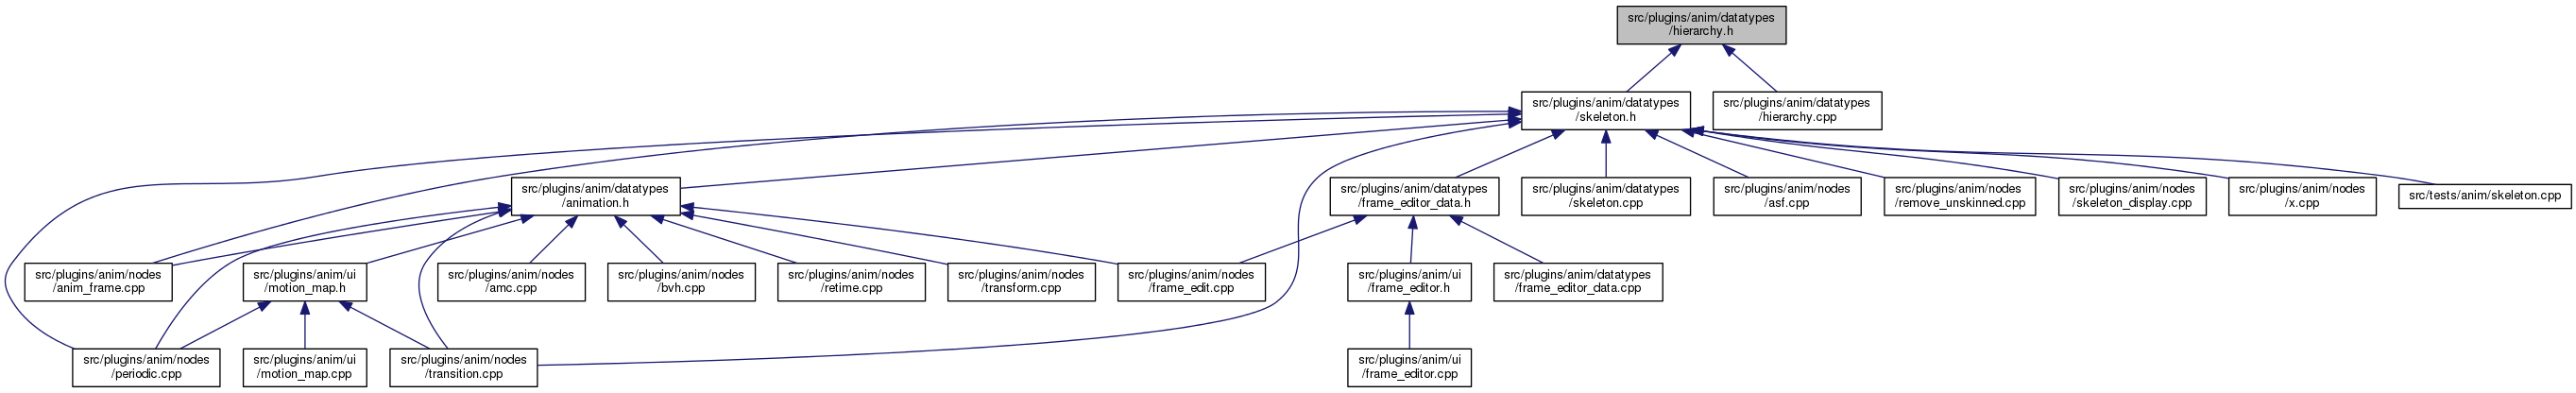 src/plugins/anim/datatypes
/hierarchy.h
src/plugins/anim/datatypes
/skeleton.h
src/plugins/anim/datatypes
/hierarchy.cpp
src/plugins/anim/datatypes
/animation.h
src/plugins/anim/datatypes
/frame_editor_data.h
src/plugins/anim/datatypes
/skeleton.cpp
src/plugins/anim/nodes
/asf.cpp
src/plugins/anim/nodes
/remove_unskinned.cpp
src/plugins/anim/nodes
/skeleton_display.cpp
src/plugins/anim/nodes
/x.cpp
src/tests/anim/skeleton.cpp
src/plugins/anim/nodes
/anim_frame.cpp
src/plugins/anim/ui
/motion_map.h
src/plugins/anim/nodes
/amc.cpp
src/plugins/anim/nodes
/bvh.cpp
src/plugins/anim/nodes
/retime.cpp
src/plugins/anim/nodes
/transform.cpp
src/plugins/anim/nodes
/frame_edit.cpp
src/plugins/anim/ui
/frame_editor.h
src/plugins/anim/datatypes
/frame_editor_data.cpp
src/plugins/anim/nodes
/periodic.cpp
src/plugins/anim/ui
/motion_map.cpp
src/plugins/anim/nodes
/transition.cpp
src/plugins/anim/ui
/frame_editor.cpp